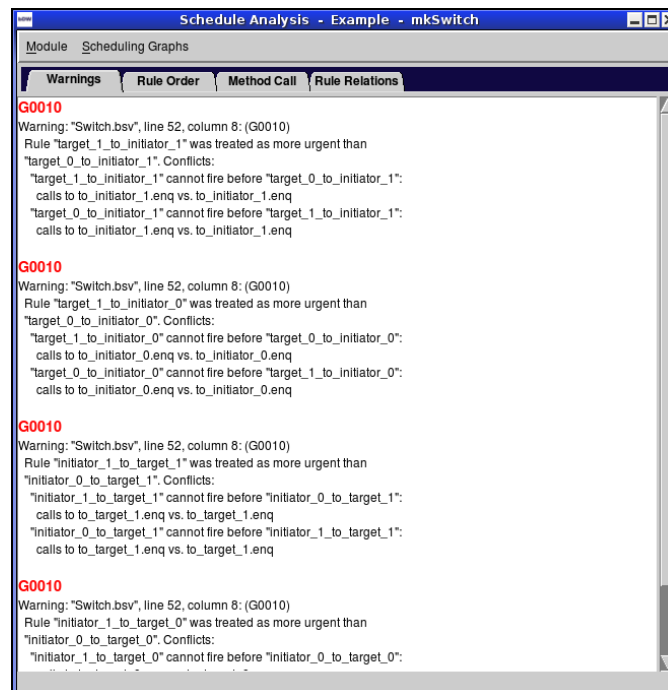 Schedule Analysis - Example - mkSwitch
Module Scheduling Graphs
Warnings Rule Order Method Call Rule Relations
G0010
Warning: "Switch.bsv", line 52, column 8: (G0010)
Rule "target_1_to_initiator_1" was treated as more urgent than
"target_0_to_initiator_1". Conflicts:
"target_1_to_initiator_1" cannot fire before "target_0_to_initiator_1":
calls to to_initiator_1.enq vs. to_initiator_1.enq
"target_0_to_initiator_1" cannot fire before "target_1_to_initiator_1":
calls to to_initiator_1.enq vs. to_initiator_1.enq
G0010
Warning: "Switch.bsv", line 52, column 8: (G0010)
Rule "target_1_to_initiator_0" was treated as more urgent than
"target_0_to_initiator_0". Conflicts:
"target_1_to_initiator_0" cannot fire before "target_0_to_initiator_0":
calls to to_initiator_0.enq vs. to_initiator_0.enq
"target_0_to_initiator_0" cannot fire before "target_1_to_initiator_0":
calls to to_initiator_0.enq vs. to_initiator_0.enq
G0010
Warning: "Switch.bsv", line 52, column 8: (G0010)
Rule "initiator_1_to_target_1" was treated as more urgent than
"initiator_0_to_target_1". Conflicts:
"initiator_1_to_target_1" cannot fire before "initiator_0_to_target_1":
calls to to_target_1.enq vs. to_target_1.enq
"initiator_0_to_target_1" cannot fire before "initiator_1_to_target_1":
calls to to_target_1.enq vs. to_target_1.enq
G0010
Warning: "Switch.bsv", line 52, column 8: (G0010)
Rule "initiator_1_to_target_0" was treated as more urgent than
"initiator_0_to_target_0". Conflicts:
"initiator_1_to_target_0" cannot fire before "initiator_0_to_target_0":